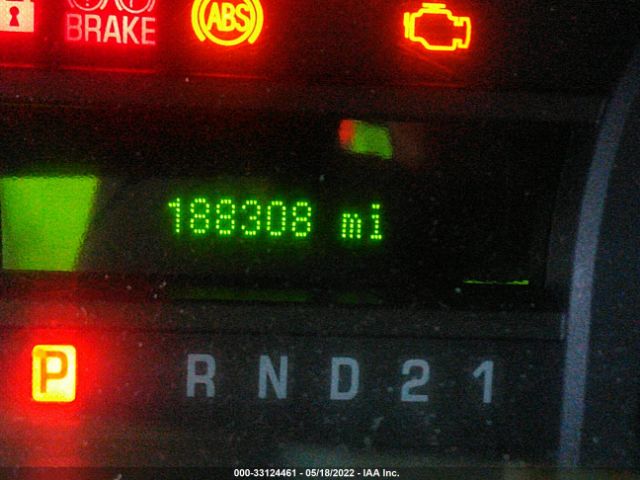 BRAKE
ABS
188308 mi
P R N D 2 1
000-33124461 - 05/18/2022 - IAA Inc.